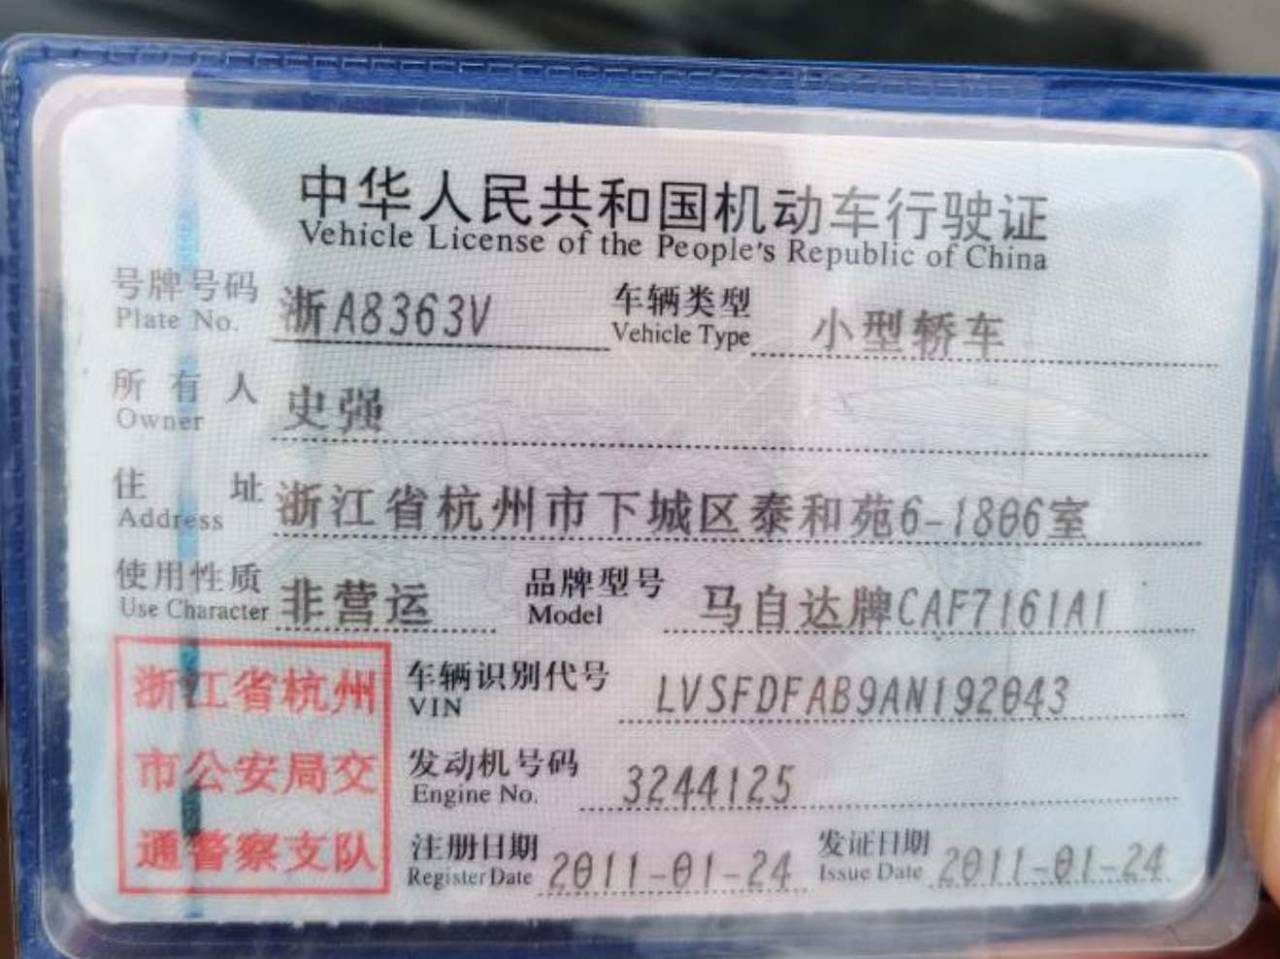 中华人民共和国机动车行驶证
Vehicle License of the People's Republic of China
号牌号码 浙A8363V 车辆类型 小型轿车
Plate No. Vehicle Type
所有人 史强
Owner
住址 浙江省杭州市下城区泰和苑6-1806室
Address
使用性质 非营运 品牌型号 马自达牌CAF7161A1
Use Character Model
浙江省杭州
市公安局交
通警察支队
车辆识别代号 LVSFDFAB9AN192043
VIN
发动机号码 3244125
Engine No.
注册日期 2011-01-24 发证日期 2011-01-24
Register Date Issue Date